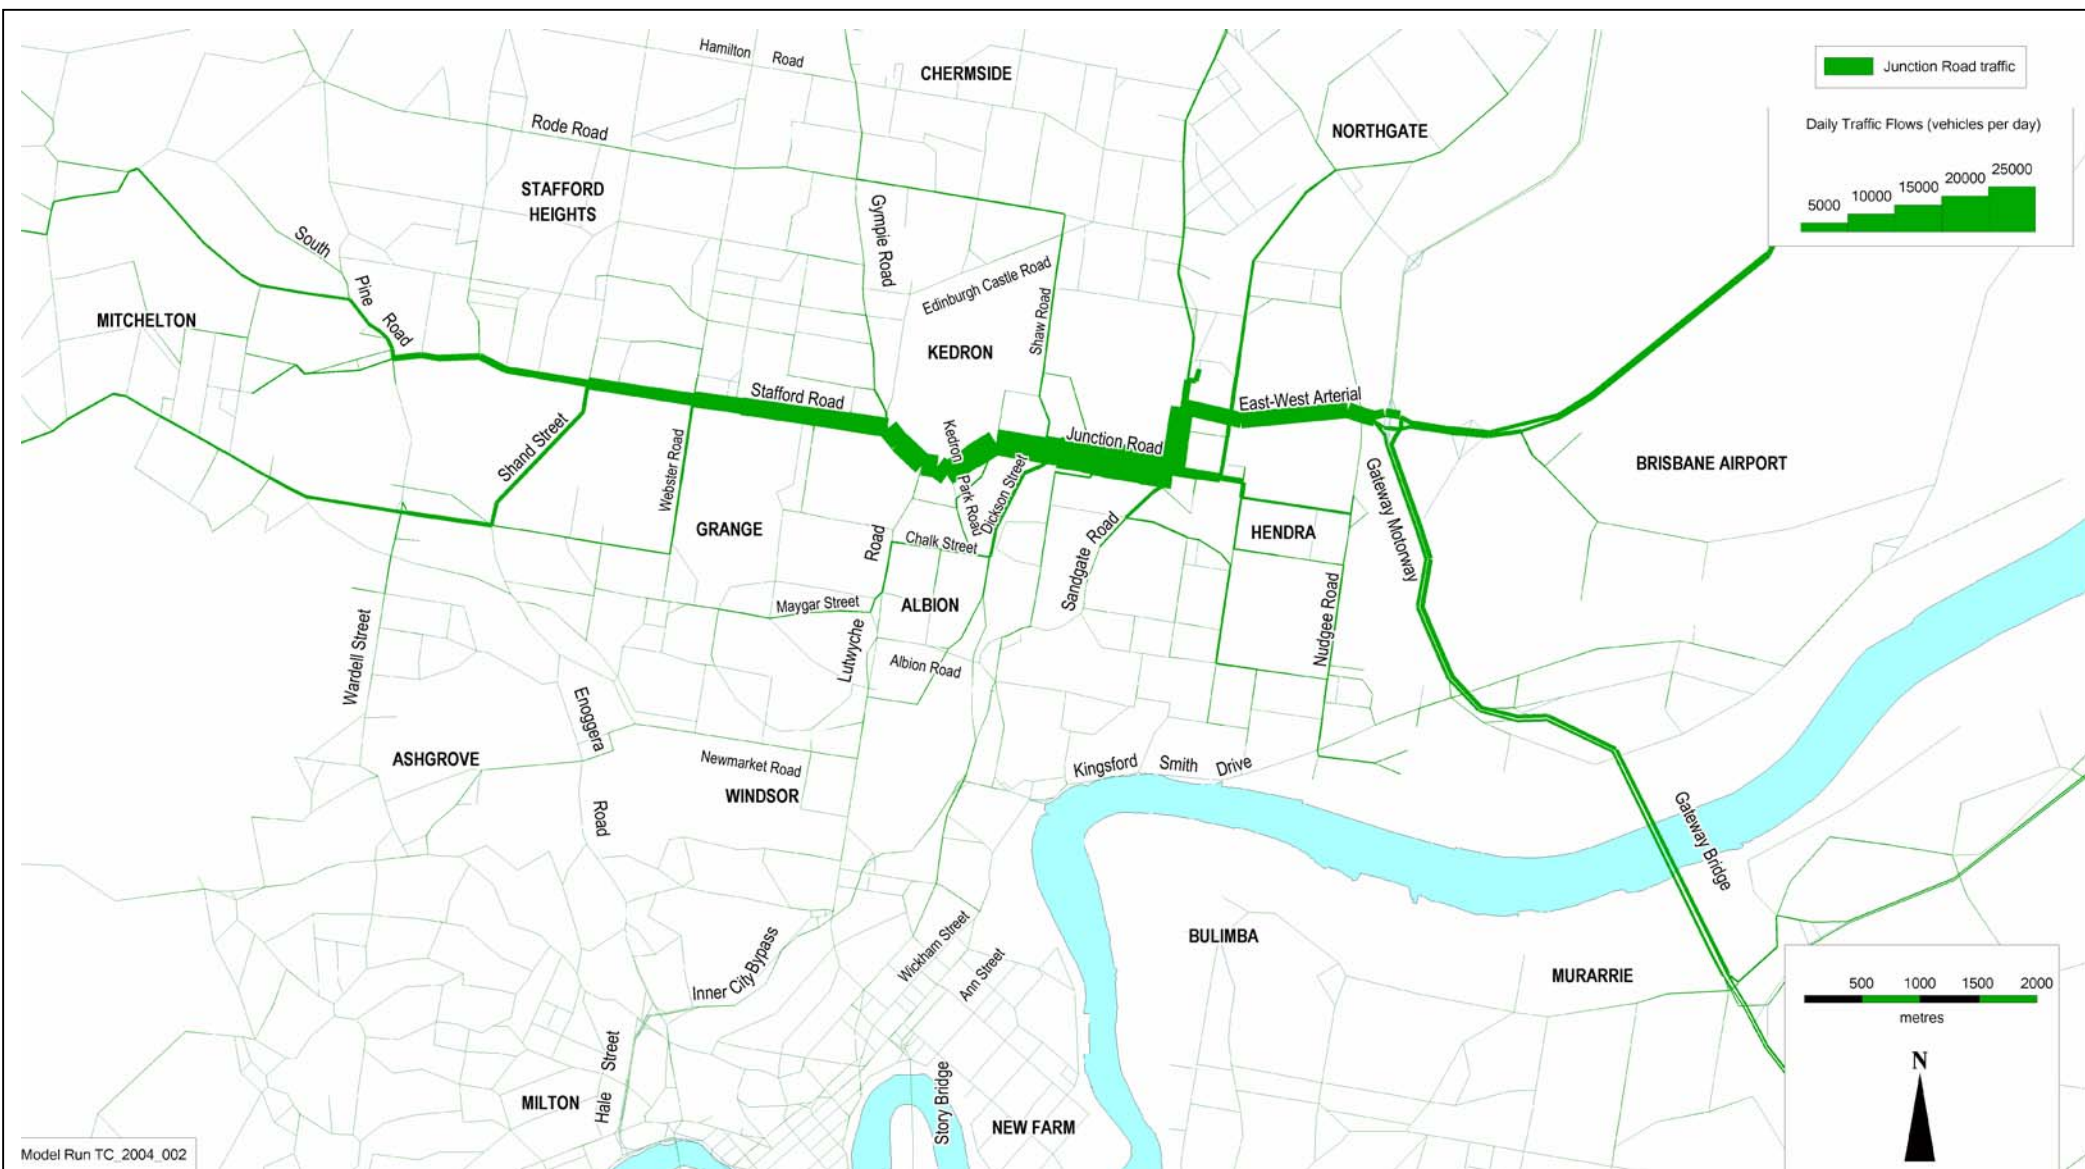 Hamilton Road
CHERMSIDE
Junction Road traffic
Rode Road
NORTHGATE
Daily Traffic Flows (vehicles per day)
5000 10000 15000 20000 25000
STAFFORD
HEIGHTS
South
Pine
Road
Gympie Road
Edinburgh Castle Road
Shaw Road
MITCHELTON
KEDRON
Stafford Road
East-West Arterial
Kedron
Park Road
Junction Road
Shand Street
Webster Road
Dickson Street
BRISBANE AIRPORT
Gateway Motorway
GRANGE
Road
Chalk Street
Sandgate Road
HENDRA
Maygar Street
ALBION
Nudgee Road
Wardell Street
Lutwyche
Albion Road
Enoggera
ASHGROVE
Newmarket Road
Kingsford Smith Drive
WINDSOR
Road
Gateway Bridge
Wickham Street
BULIMBA
Inner City Bypass
Ann Street
MURARRIE
500 1000 1500 2000
metres
Street
Hale
N
MILTON
Story Bridge
NEW FARM
Model Run TC_2004_002